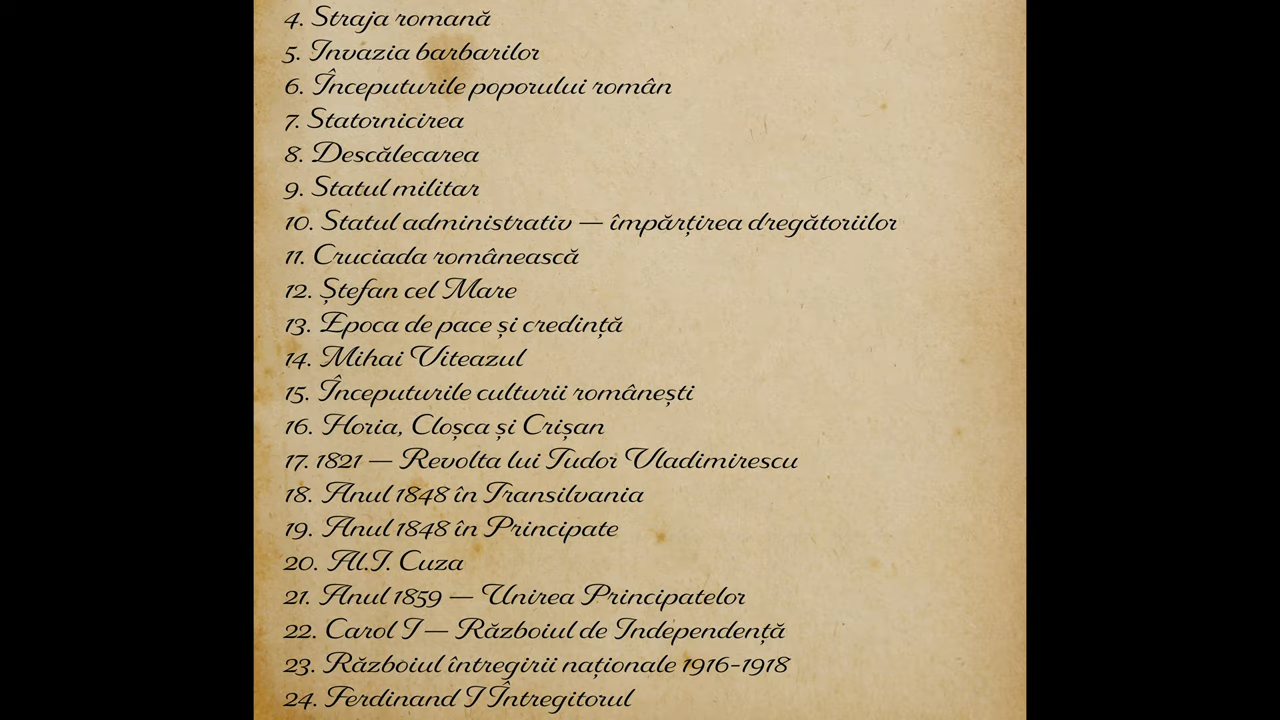 4. Straja romană
5. Invazia barbarilor
6. Începuturile poporului român
7. Statornicirea
8. Descălecarea
9. Statul militar
10. Statul administrativ — împărțirea dregătoriilor
11. Cruciada românească
12. Ștefan cel Mare
13. Epoca de pace și credință
14. Mihai Viteazul
15. Începuturile culturii românești
16. Horia, Cloșca și Crișan
17. 1821 — Revolta lui Tudor Vladimirescu
18. Anul 1848 în Transilvania
19. Anul 1848 în Principate
20. Al.I. Cuza
21. Anul 1859 — Unirea Principatelor
22. Carol I — Războiul de Independență
23. Războiul întregirii naționale 1916-1918
24. Ferdinand I Întregitorul